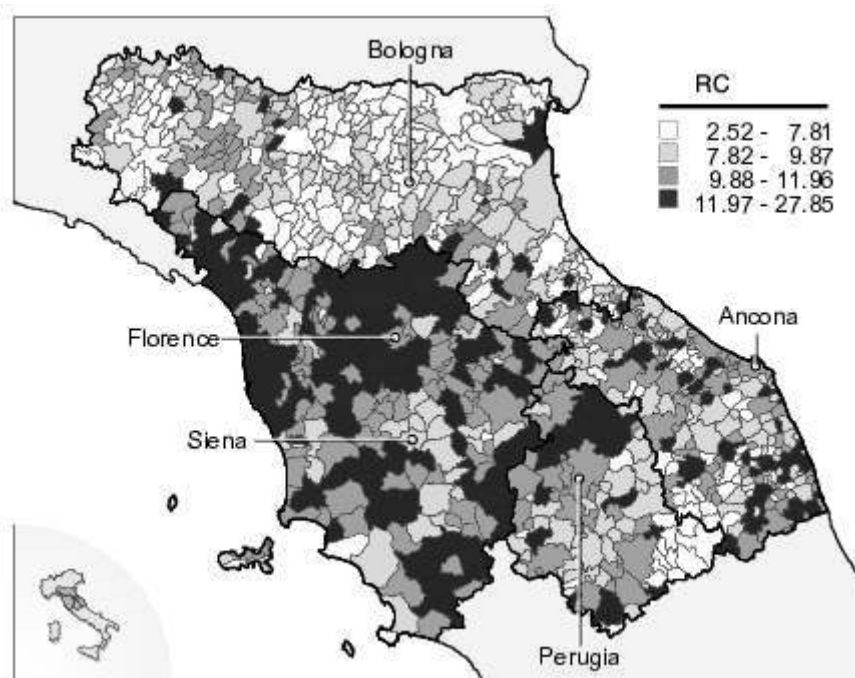 Bologna
RC
2.52 - 7.81
7.82 - 9.87
9.88 - 11.96
11.97 - 27.85
Ancona
Florence
Siena
Perugia